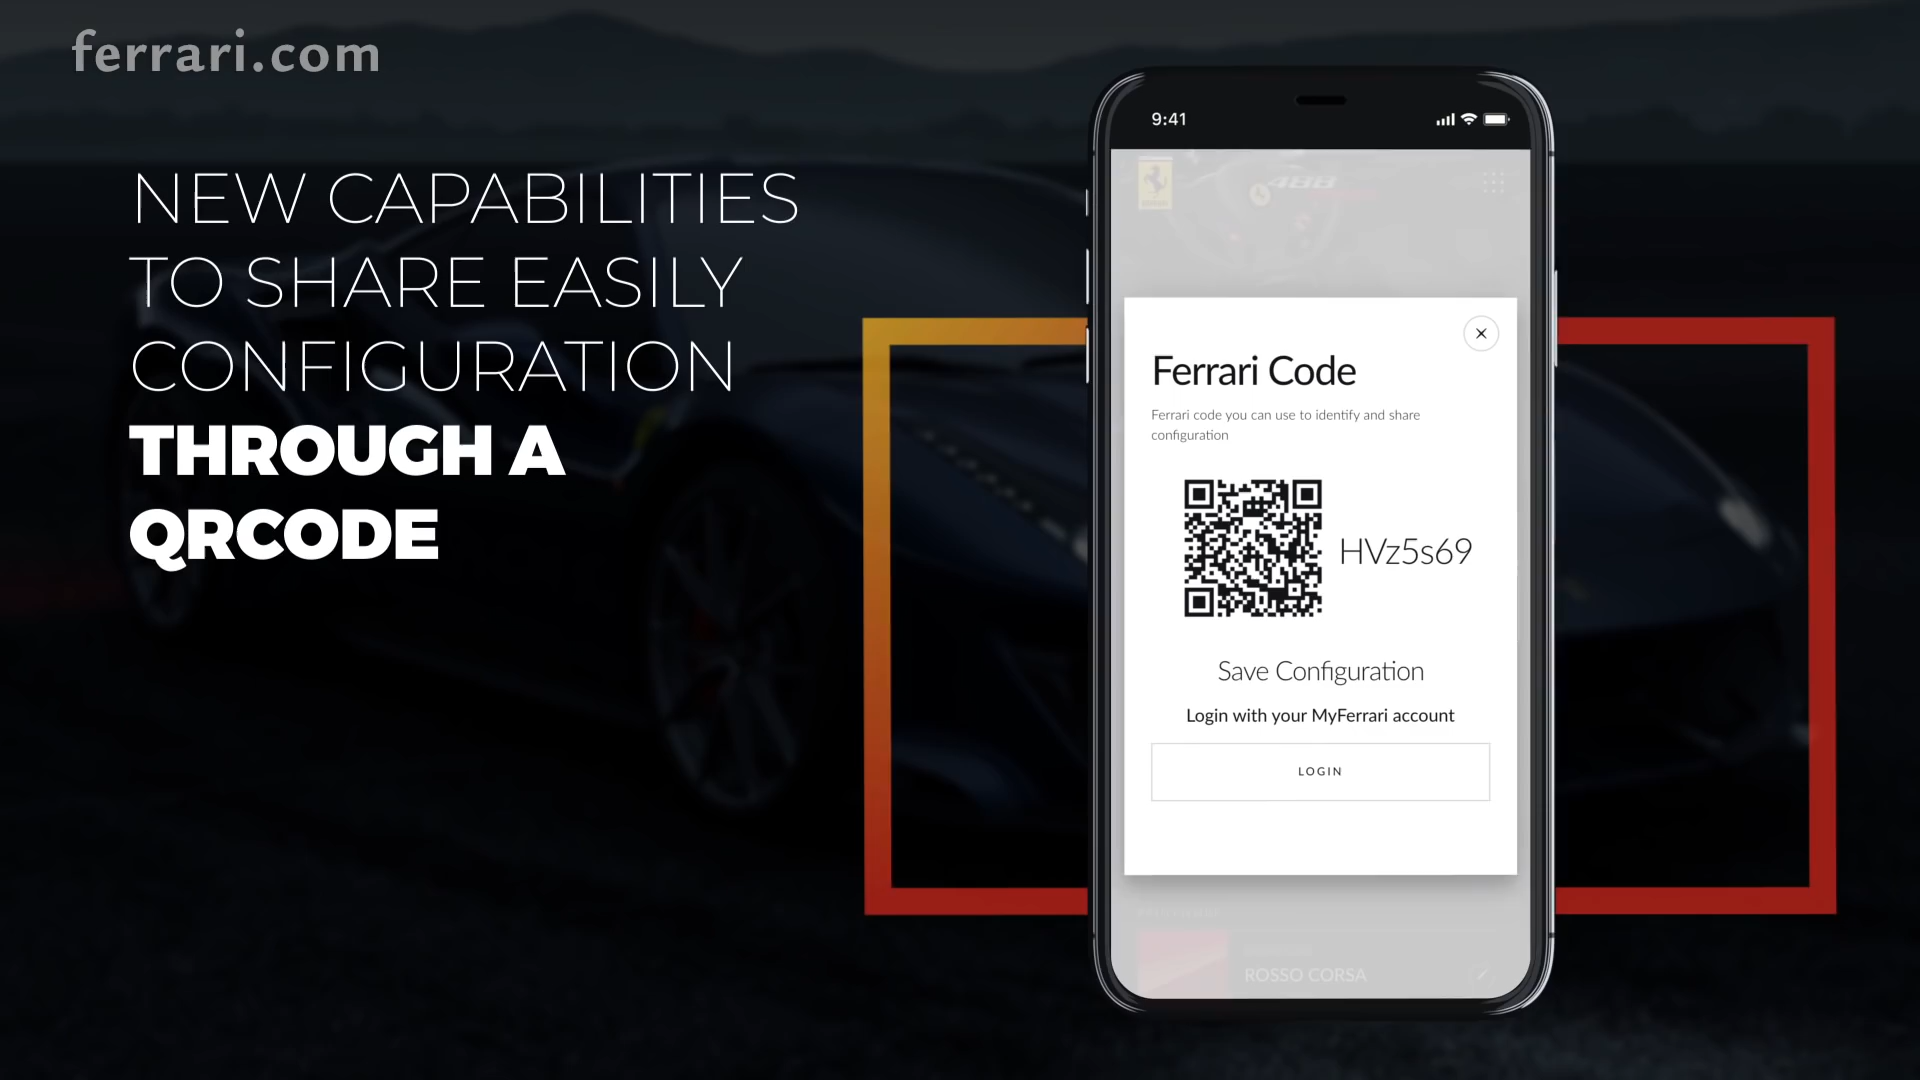 ferrari.com
NEW CAPABILITIES
TO SHARE EASILY
CONFIGURATION
THROUGH A
QRCODE
9:41
488
Ferrari Code
Ferrari code you can use to identify and share
configuration
HVz5s69
Save Configuration
Login with your MyFerrari account
LOGIN
ROSSO CORSA